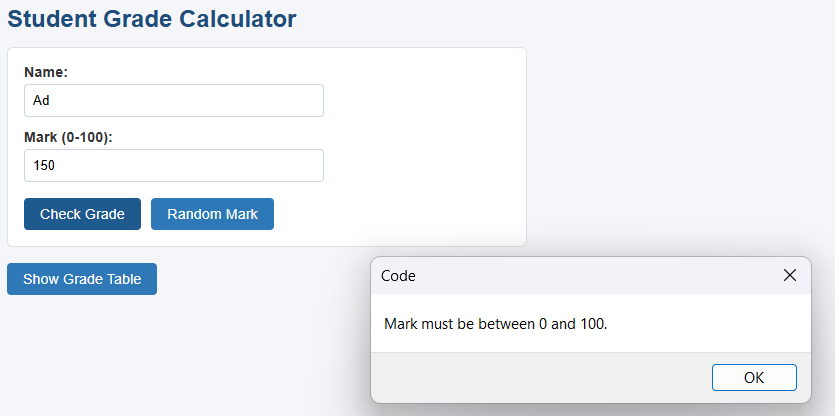 Student Grade Calculator
Name:
Ad
Mark (0-100):
150
Check Grade Random Mark
Show Grade Table
Code
Mark must be between 0 and 100.
OK